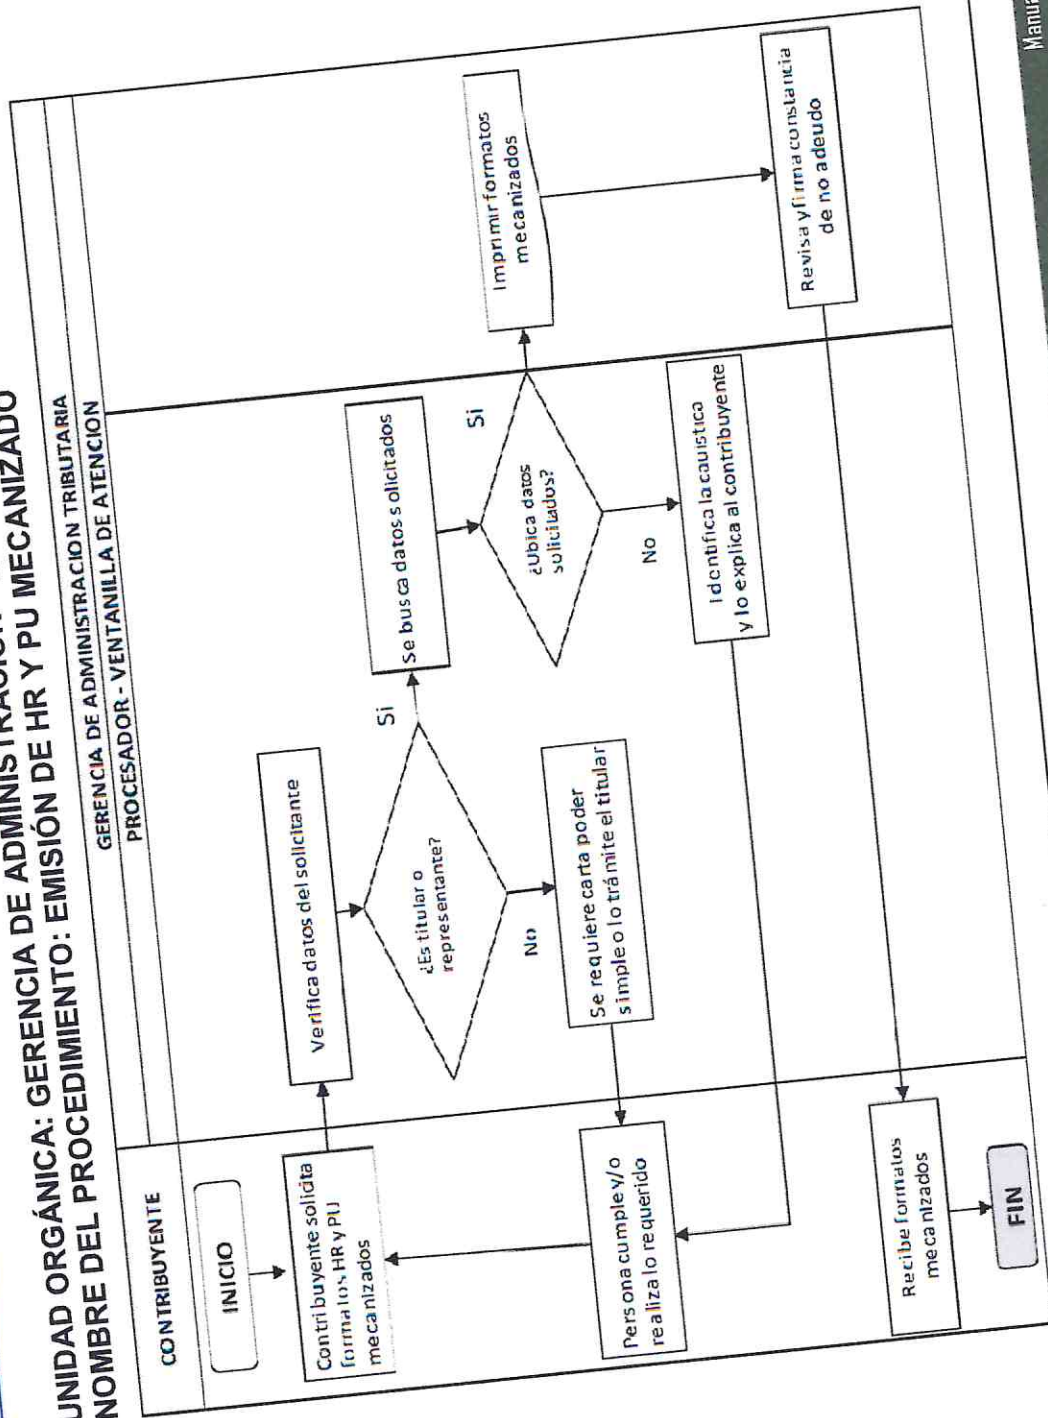 UNIDAD ORGÁNICA: GERENCIA DE
NOMBRE DEL PROCEDIMIENTO: EMISIÓN DE HR Y PU MECANIZADO
CONTRIBUYENTE
GERENCIA DE ADMINISTRACION TRIBUTARIA
PROCESADOR - VENTANILLA DE ATENCION
INICIO
Contribuyente solicita
formatos HR y PU
mecanizados
Verifica datos del solicitante
¿Es titular o
representante?
Si
No
Se busca datos solicitados
Se requiere carta poder
simple o lo trámite el titular
Persona cumple y/o
realiza lo requerido
¿Ubica datos
solicitados?
Si
No
Imprimir formatos
mecanizados
Identifica la cauistica
y lo explica al contribuyente
Revisa y firma constancia
de no adeudo
Recibe formatos
mecanizados
FIN